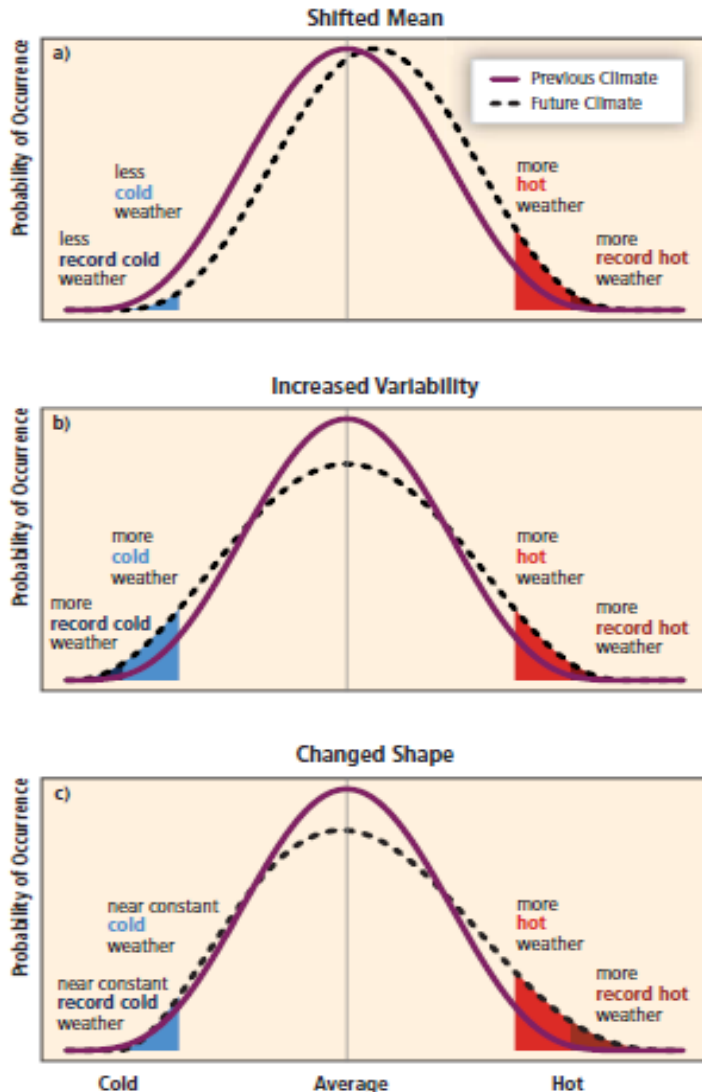 Shifted Mean
Probability of Occurrence
a)
Previous Climate
Future Climate
less
cold
weather
less
record cold
weather
more
hot
weather
more
record hot
weather
Increased Variability
Probability of Occurrence
b)
more
cold
weather
more
record cold
weather
more
hot
weather
more
record hot
weather
Changed Shape
Probability of Occurrence
c)
near constant
cold
weather
near constant
record cold
weather
more
hot
weather
more
record hot
weather
Cold
Average
Hot